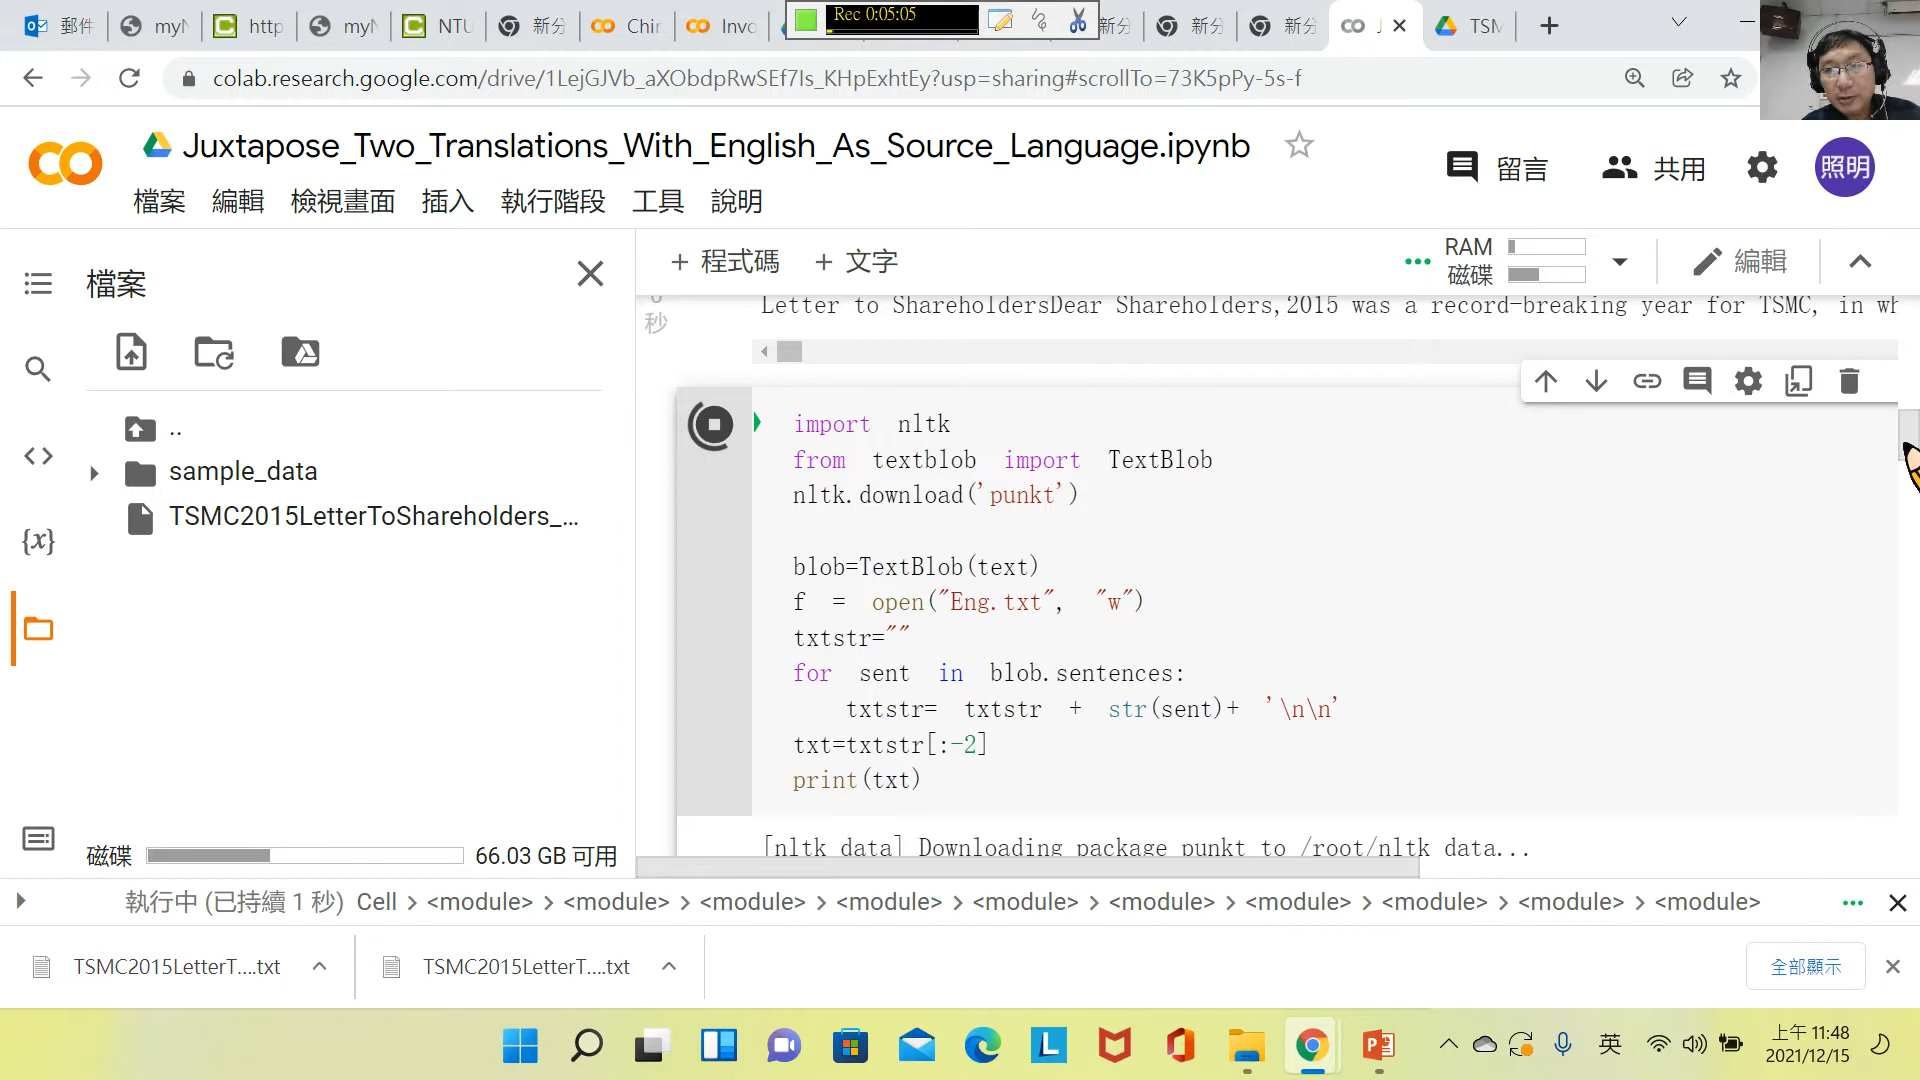 郵件
myN
http
myN
NTU
新分
Chin
Invo
Rec 0:05:05
新分
新分
新分
J
TSM
colab.research.google.com/drive/1LejGJVb_aXObdpRwSEf7Is_KHpExhtEy?usp=sharing#scrollTo=73K5pPy-5s-f
Juxtapose_Two_Translations_With_English_As_Source_Language.ipynb
留言
共用
照明
檔案 編輯 檢視畫面 插入 執行階段 工具 說明
檔案
+ 程式碼 + 文字
RAM
磁碟
編輯
秒
Letter to ShareholdersDear Shareholders,2015 was a record-breaking year for TSMC, in wh
..
sample_data
TSMC2015LetterToShareholders_...
import nltk
from textblob import TextBlob
nltk.download('punkt')
blob=TextBlob(text)
f = open("Eng.txt", "w")
txtstr=""
for sent in blob.sentences:
txtstr= txtstr + str(sent)+ '\n\n'
txt=txtstr[:-2]
print(txt)
[nltk_data] Downloading package punkt to /root/nltk_data...
磁碟 66.03 GB 可用
執行中 (已持續 1 秒) Cell > <module> > <module> > <module> > <module> > <module> > <module> > <module> > <module> > <module> > <module>
TSMC2015LetterT....txt
TSMC2015LetterT....txt
全部顯示
英
上午 11:48
2021/12/15